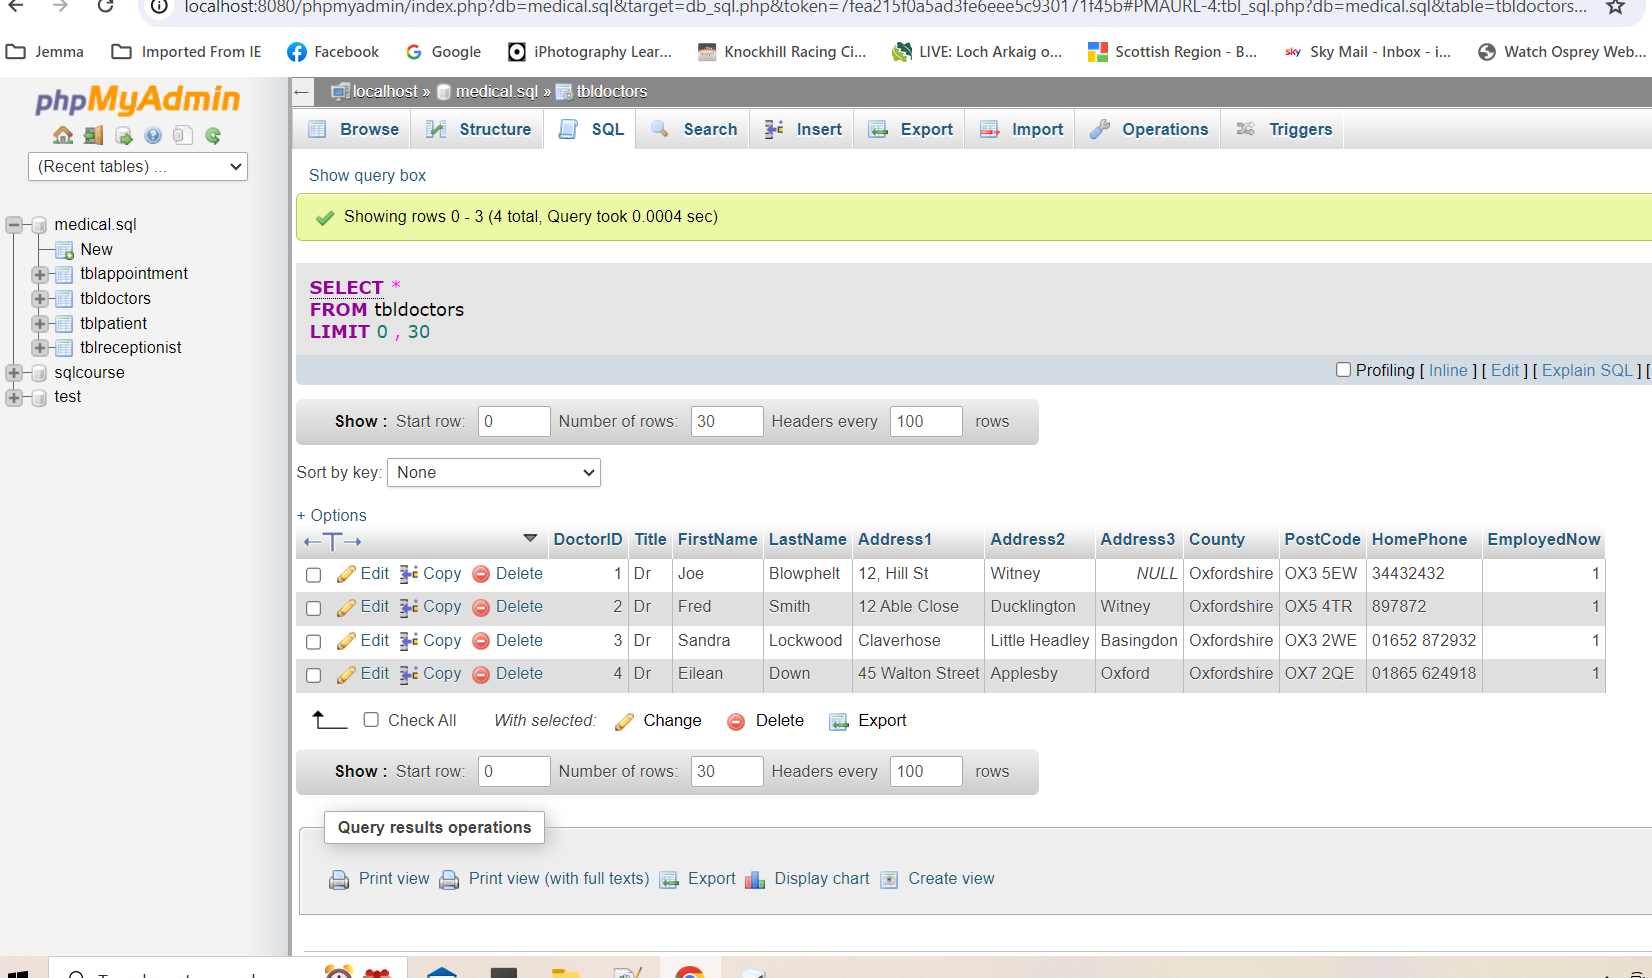 localhost:8080/phpmyadmin/index.php?db=medical.sql&target=db_sql.php&token=7fea215f0a5ad3fe6eee5c930171f45b#PMAURL-4:tbl_sql.php?db=medical.sql&table=tbldoctors...
Jemma Imported From IE Facebook Google iPhotography Lear... Knockhill Racing Ci... LIVE: Loch Arkaig o... Scottish Region - B... sky Sky Mail - Inbox - i... Watch Osprey Web...
phpMyAdmin
(Recent tables) ...
medical.sql
New
tblappointment
tbldoctors
tblpatient
tblreceptionist
sqlcourse
test
localhost » medical.sql » tbldoctors
Browse Structure SQL Search Insert Export Import Operations Triggers
Show query box
Showing rows 0 - 3 (4 total, Query took 0.0004 sec)
SELECT *
FROM tbldoctors
LIMIT 0 , 30
Profiling [ Inline ] [ Edit ] [ Explain SQL ] [
Show : Start row: 0 Number of rows: 30 Headers every 100 rows
Sort by key: None
+ Options
←T→ DoctorID Title FirstName LastName Address1 Address2 Address3 County PostCode HomePhone EmployedNow
Edit Copy Delete 1 Dr Joe Blowphelt 12, Hill St Witney NULL Oxfordshire OX3 5EW 34432432 1
Edit Copy Delete 2 Dr Fred Smith 12 Able Close Ducklington Witney Oxfordshire OX5 4TR 897872 1
Edit Copy Delete 3 Dr Sandra Lockwood Claverhose Little Headley Basingdon Oxfordshire OX3 2WE 01652 872932 1
Edit Copy Delete 4 Dr Eilean Down 45 Walton Street Applesby Oxford Oxfordshire OX7 2QE 01865 624918 1
Check All With selected: Change Delete Export
Show : Start row: 0 Number of rows: 30 Headers every 100 rows
Query results operations
Print view Print view (with full texts) Export Display chart Create view